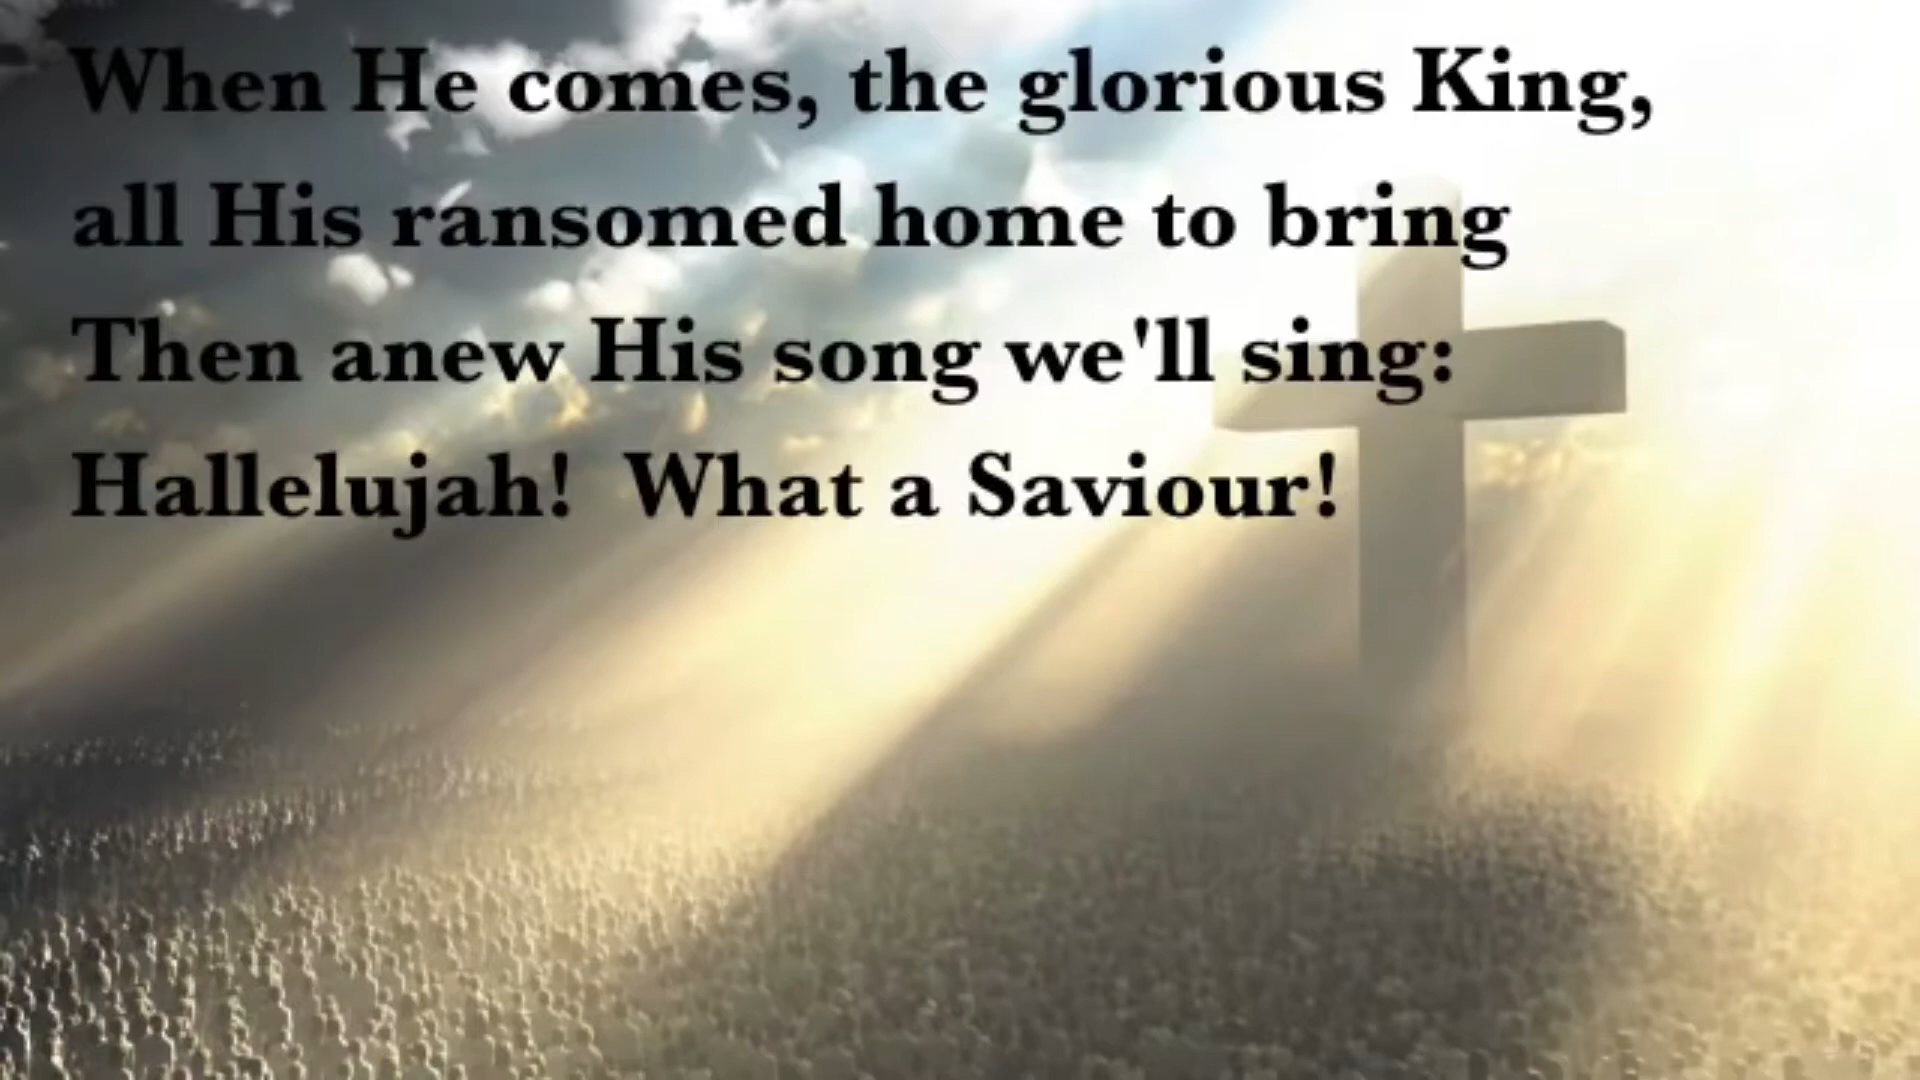 When He comes, the glorious King,
all His ransomed home to bring
Then anew His song we'll sing:
Hallelujah!  What a Saviour!